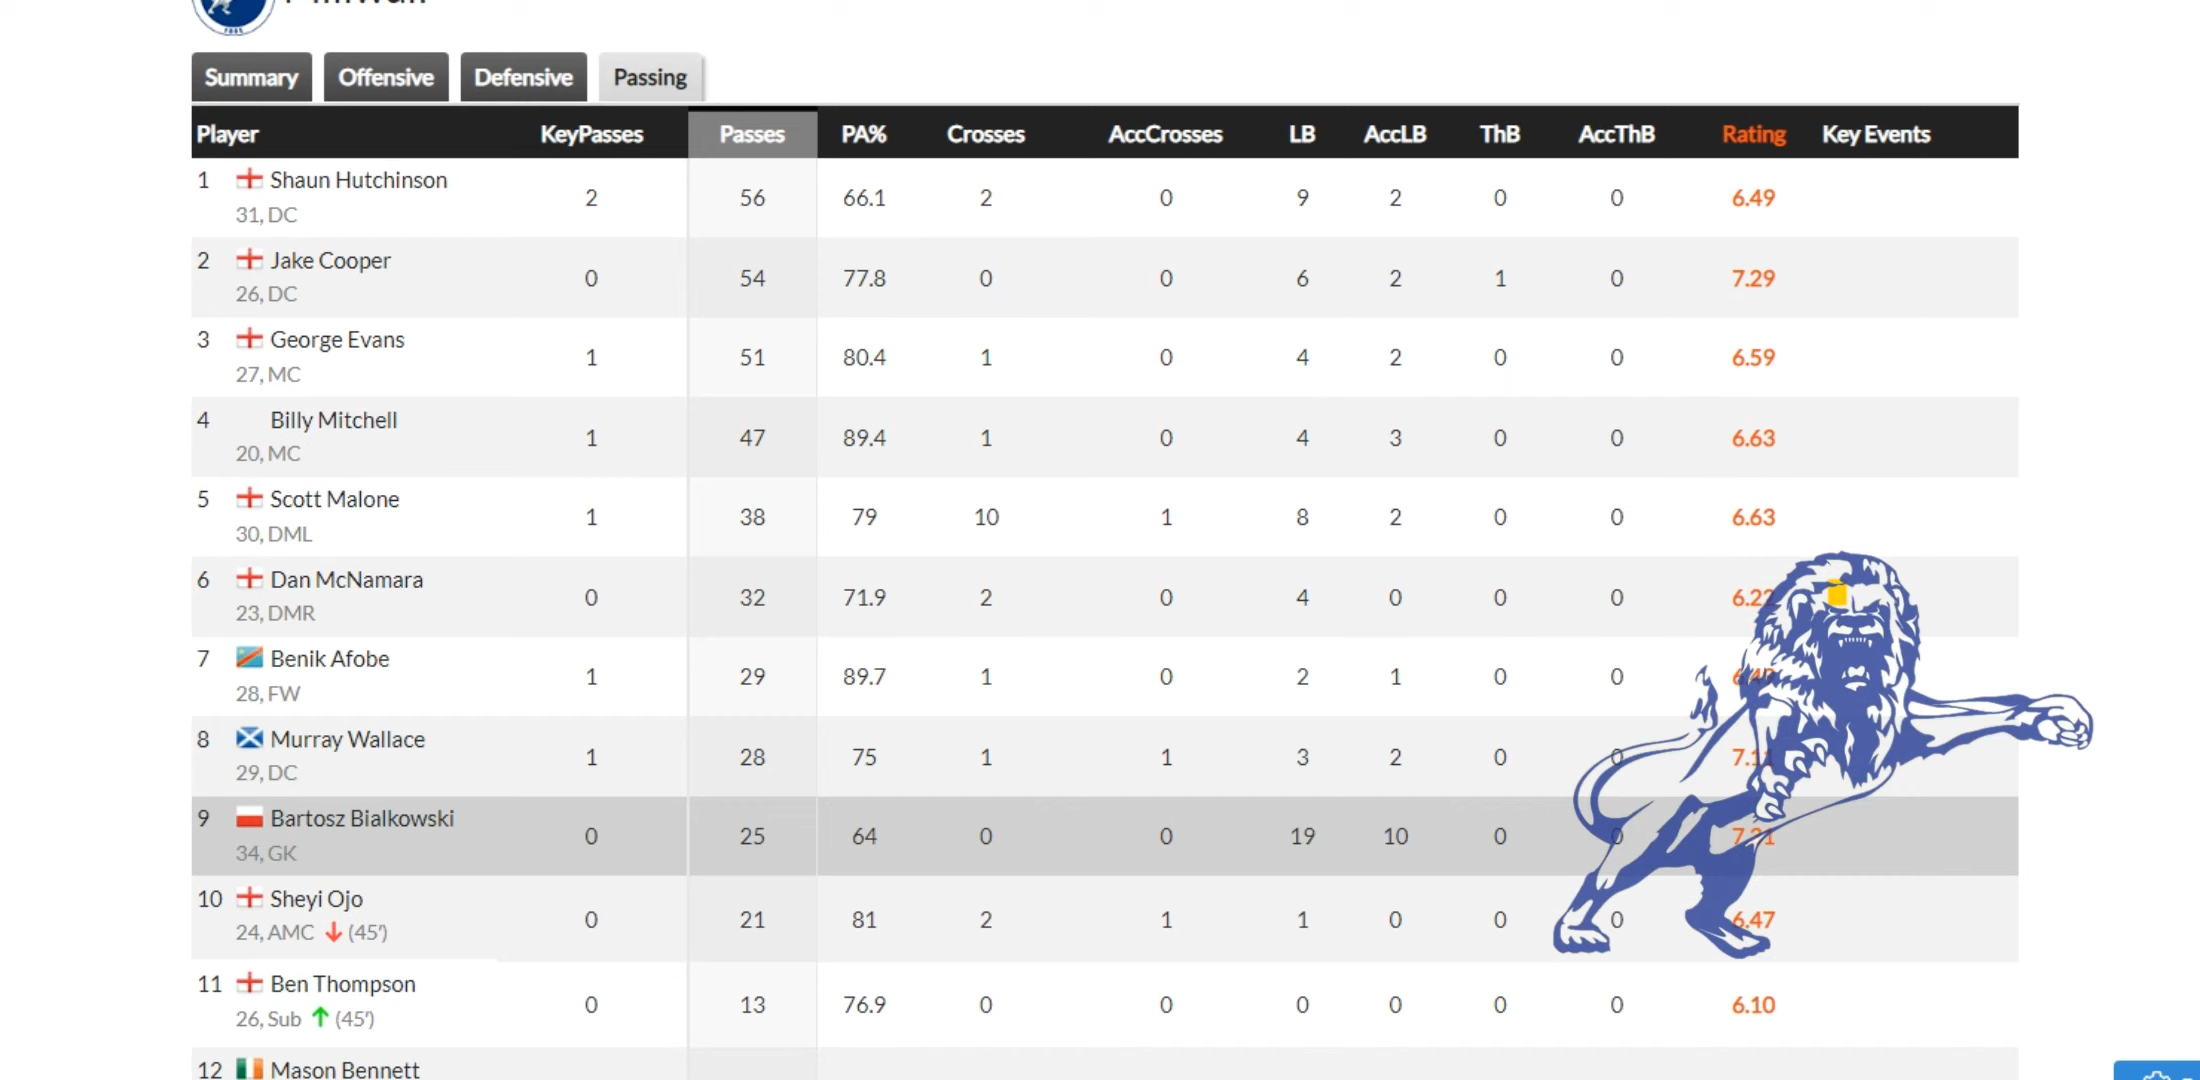 Summary Offensive Defensive Passing
Player KeyPasses Passes PA% Crosses AccCrosses LB AccLB ThB AccThB Rating Key Events
1 Shaun Hutchinson
31, DC
2 56 66.1 2 0 9 2 0 0 6.49
2 Jake Cooper
26, DC
0 54 77.8 0 0 6 2 1 0 7.29
3 George Evans
27, MC
1 51 80.4 1 0 4 2 0 0 6.59
4 Billy Mitchell
20, MC
1 47 89.4 1 0 4 3 0 0 6.63
5 Scott Malone
30, DML
1 38 79 10 1 8 2 0 0 6.63
6 Dan McNamara
23, DMR
0 32 71.9 2 0 4 0 0 0
7 Benik Afobe
28, FW
1 29 89.7 1 0 2 1 0 0
8 Murray Wallace
29, DC
1 28 75 1 1 3 2 0 0
9 Bartosz Bialkowski
34, GK
0 25 64 0 0 19 10 0 0
10 Sheyi Ojo
24, AMC (45')
0 21 81 2 1 1 0 0 0 6.47
11 Ben Thompson
26, Sub (45')
0 13 76.9 0 0 0 0 0 0 6.10
12 Mason Bennett